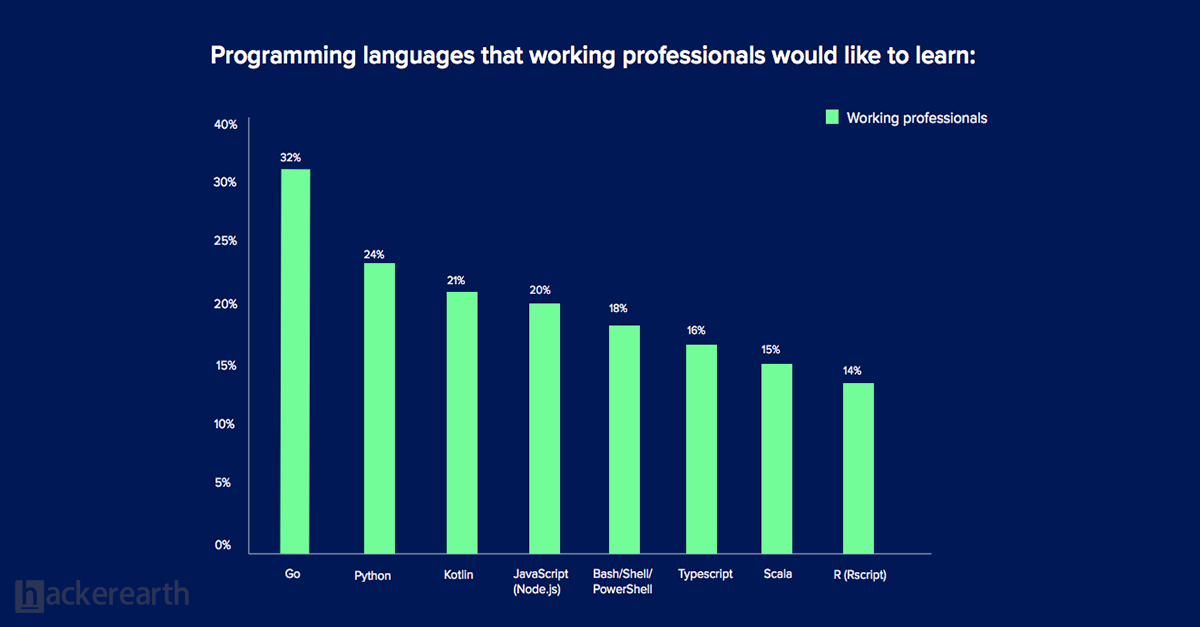 Programming languages that working professionals would like to learn:
Working professionals
40%
30%
25%
20%
15%
10%
5%
0%
32%
24%
21%
20%
18%
16%
15%
14%
Go
Python
Kotlin
JavaScript
(Node.js)
Bash/Shell/
PowerShell
Typescript
Scala
R (Rscript)
hackerearth